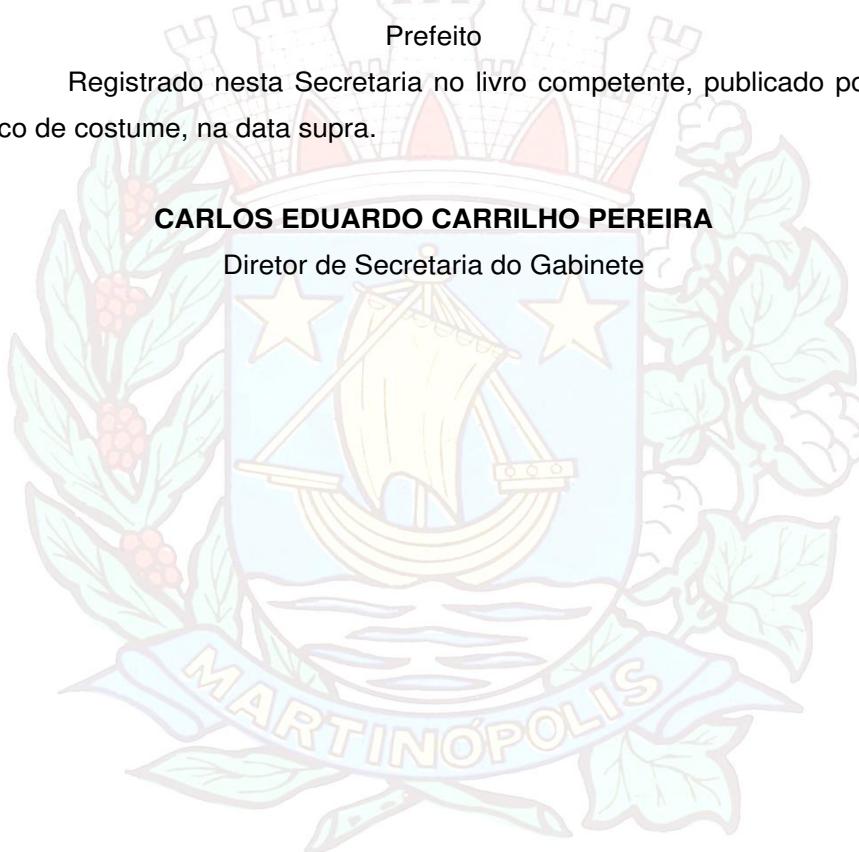 Prefeito
Registrado nesta Secretaria no livro competente, publicado po
co de costume, na data supra.
CARLOS EDUARDO CARRILHO PEREIRA
Diretor de Secretaria do Gabinete
MARTINÓPOLIS